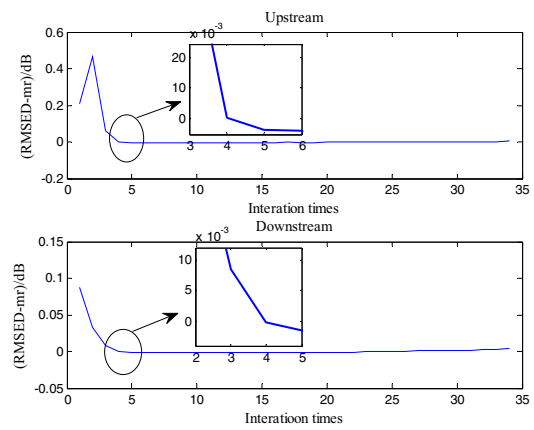 Upstream
(RMSED-mr)/dB
0.6
0.4
0.2
0
-0.2
0 5 10 15 20 25 30 35
x 10^-3
20
10
0
3 4 5 6
Interation times
Downstream
(RMSED-mr)/dB
0.15
0.1
0.05
0
-0.05
0 5 10 15 20 25 30 35
x 10^-3
10
5
0
2 3 4 5
Interatioon times